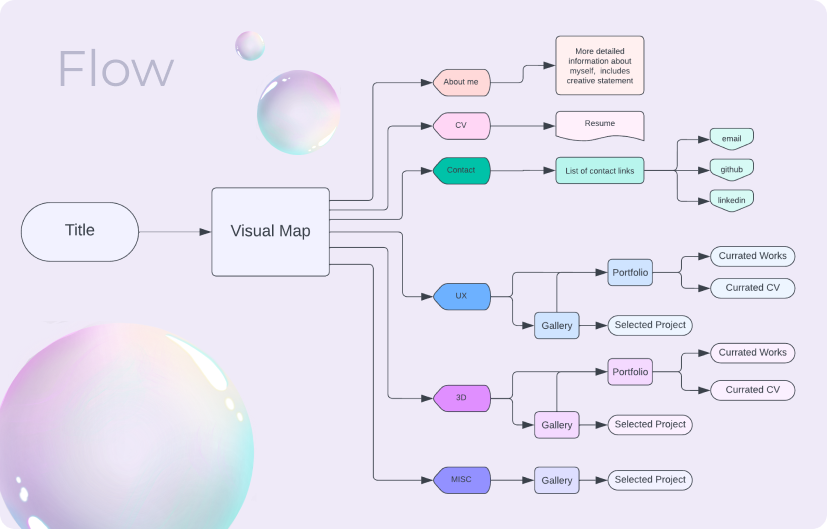 Flow
Title
Visual Map
About me
More detailed
information about
myself, includes
creative statement
CV
Resume
Contact
List of contact links
email
github
linkedin
UX
Portfolio
Currated Works
Currated CV
Gallery
Selected Project
3D
Portfolio
Currated Works
Currated CV
Gallery
Selected Project
MISC
Gallery
Selected Project